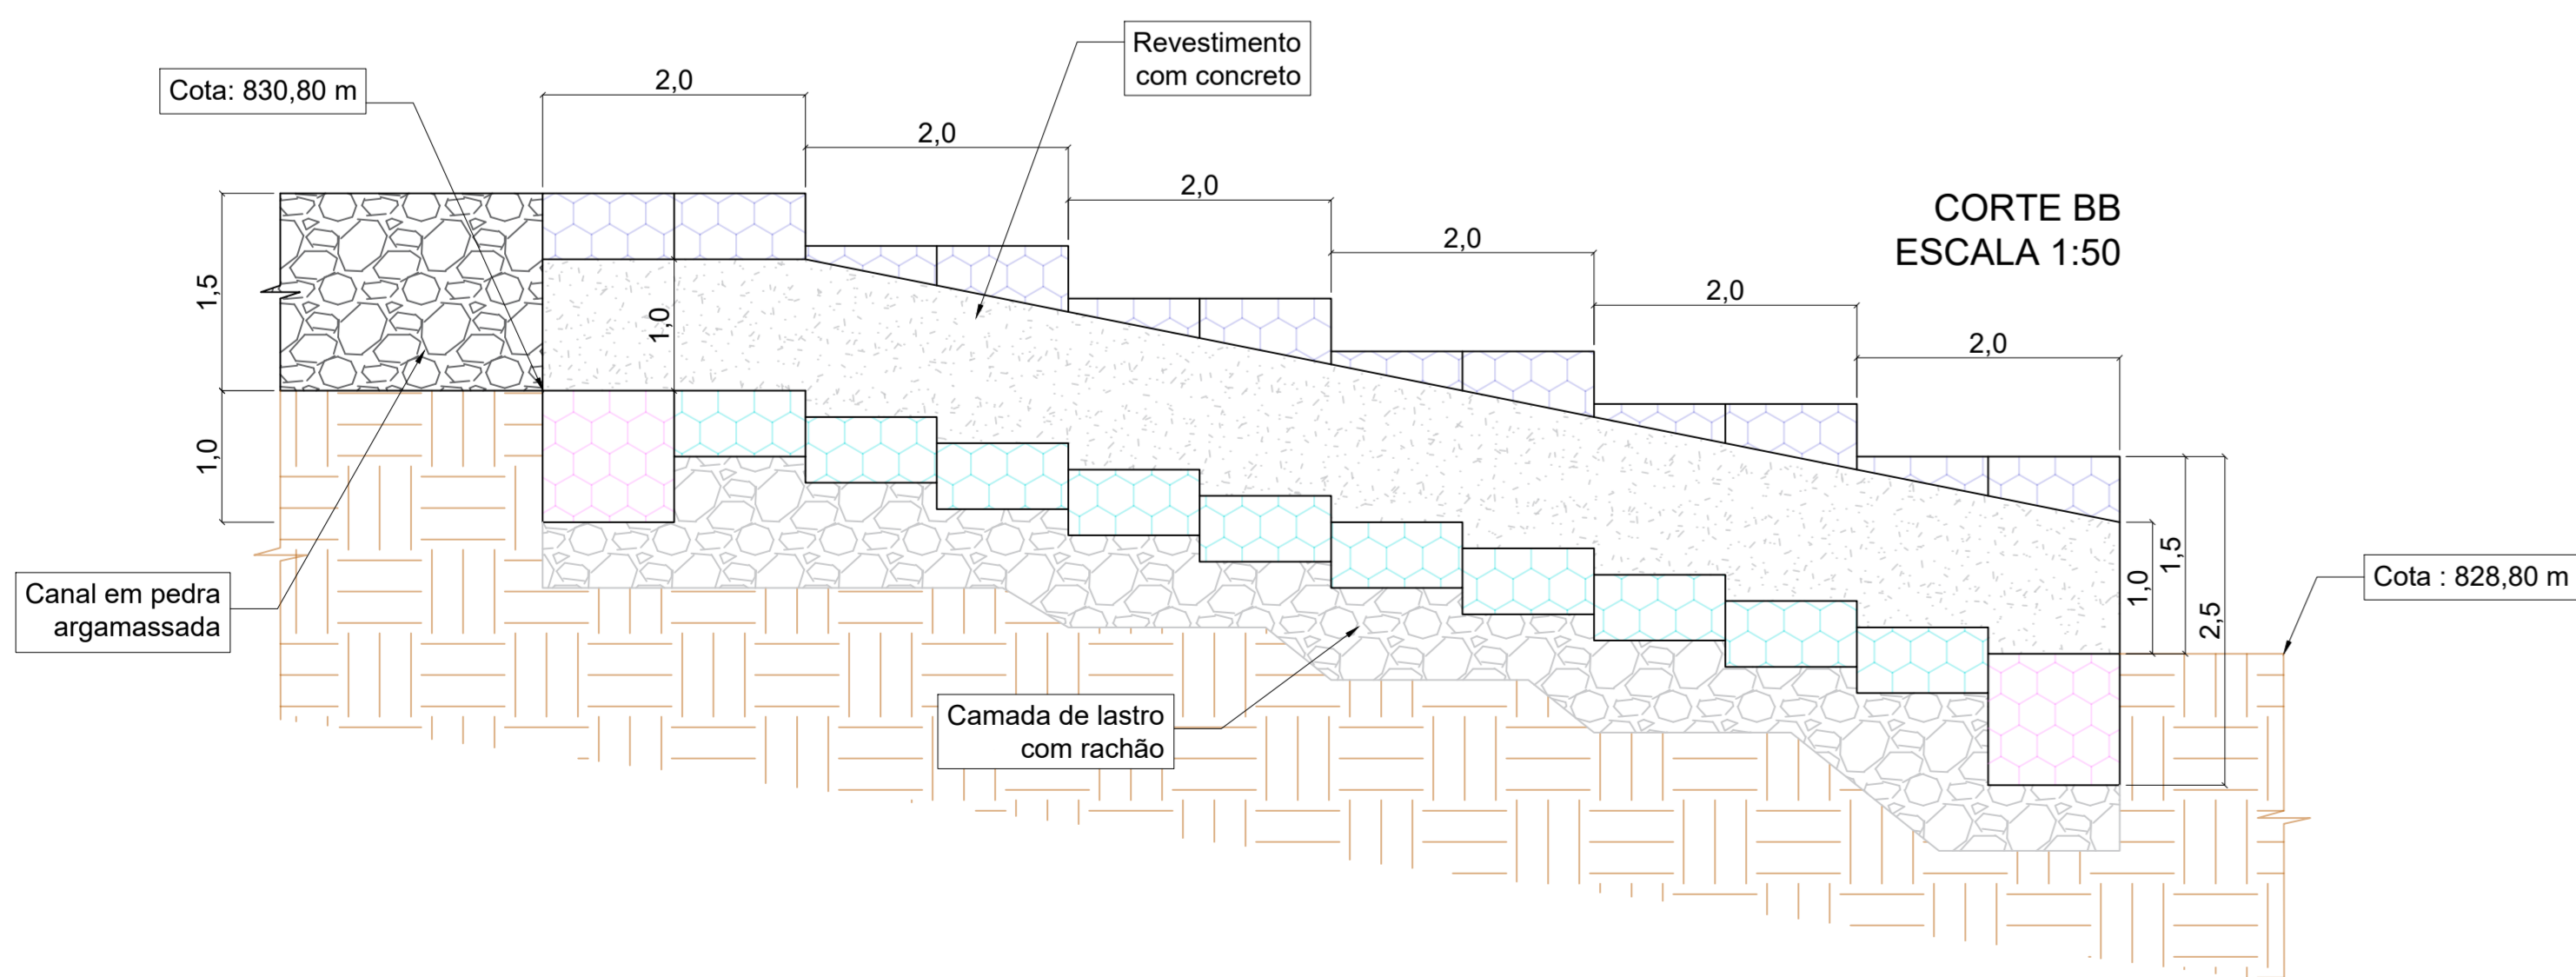 Revestimento
com concreto
Cota: 830,80 m
2,0
2,0
2,0
2,0
2,0
2,0
CORTE BB
ESCALA 1:50
1,5
1,0
1,0
1,0
1,5
2,5
Cota : 828,80 m
Canal em pedra
argamassada
Camada de lastro
com rachão